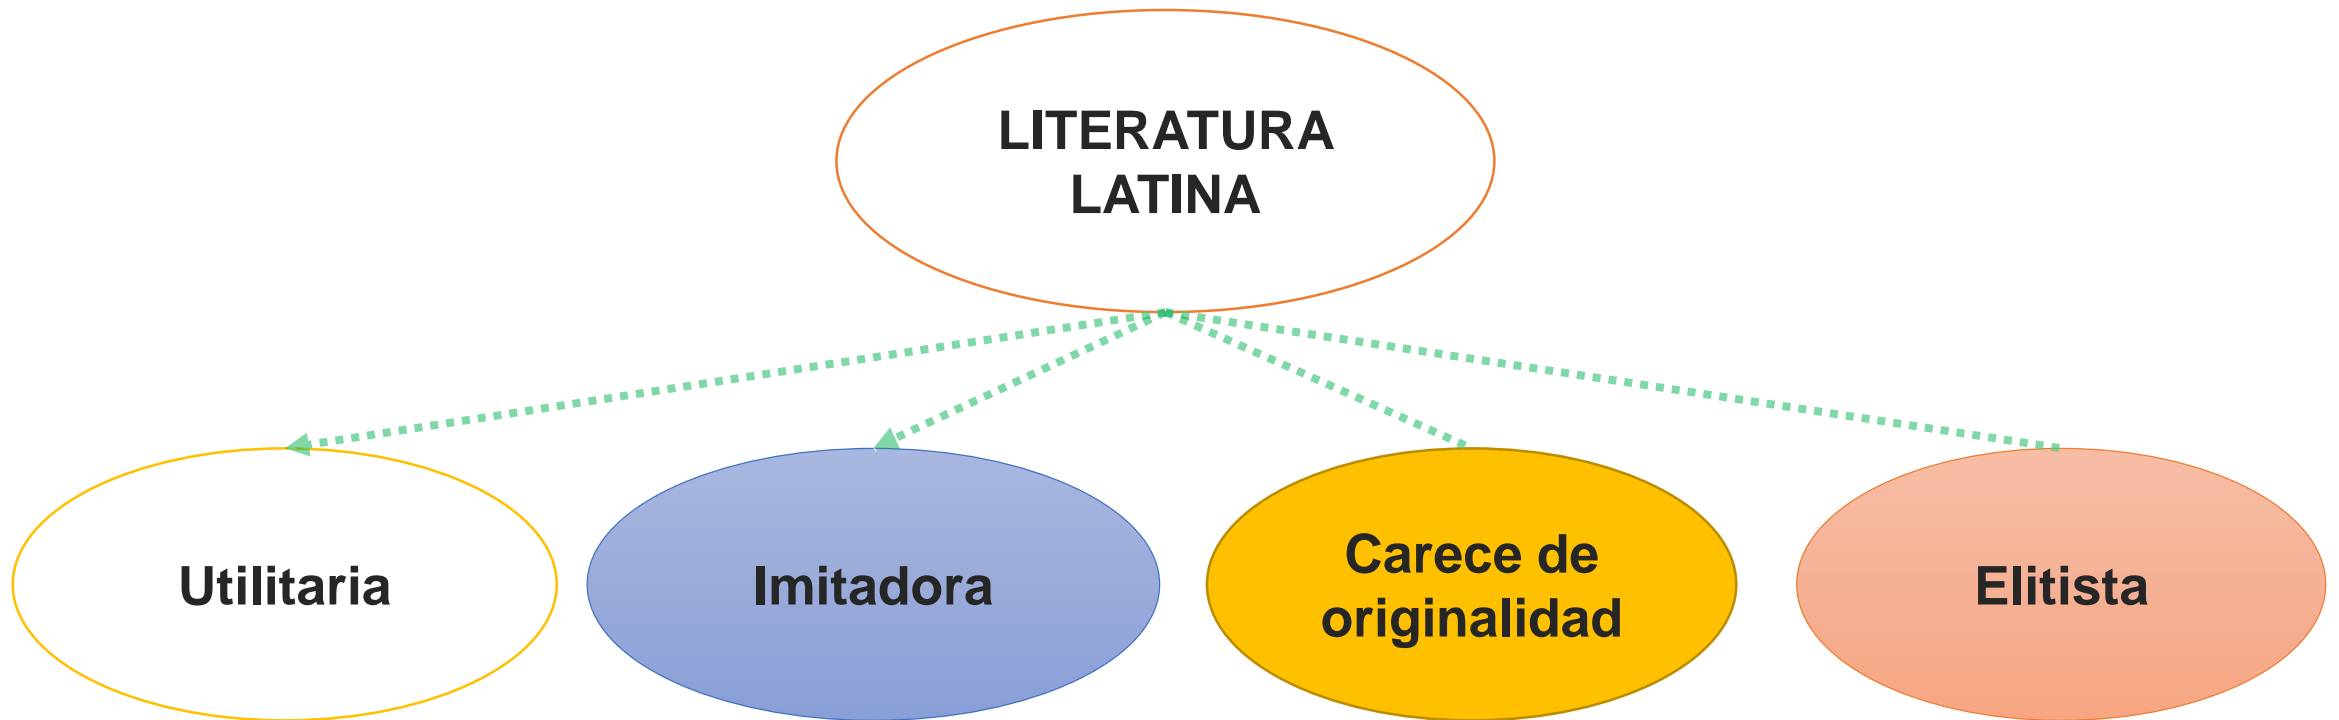 LITERATURA
LATINA
Utilitaria
Imitadora
Carece de
originalidad
Elitista